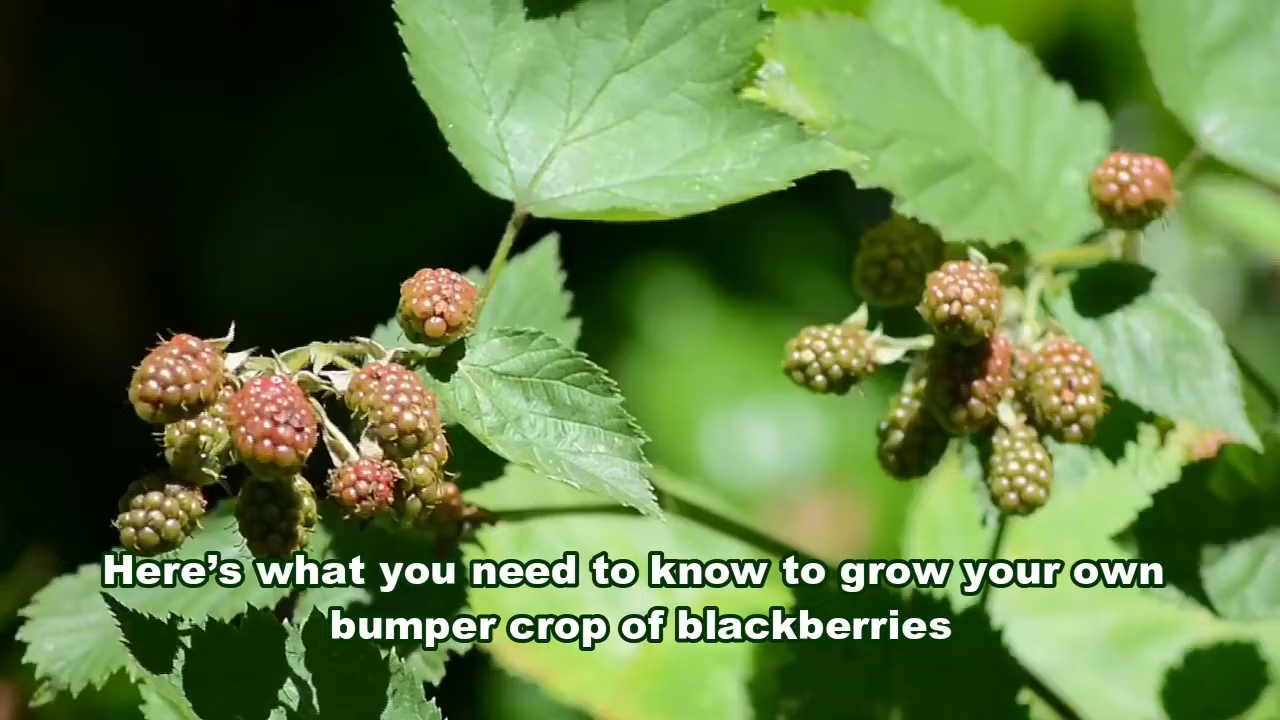 Here’s what you need to know to grow your own
bumper crop of blackberries